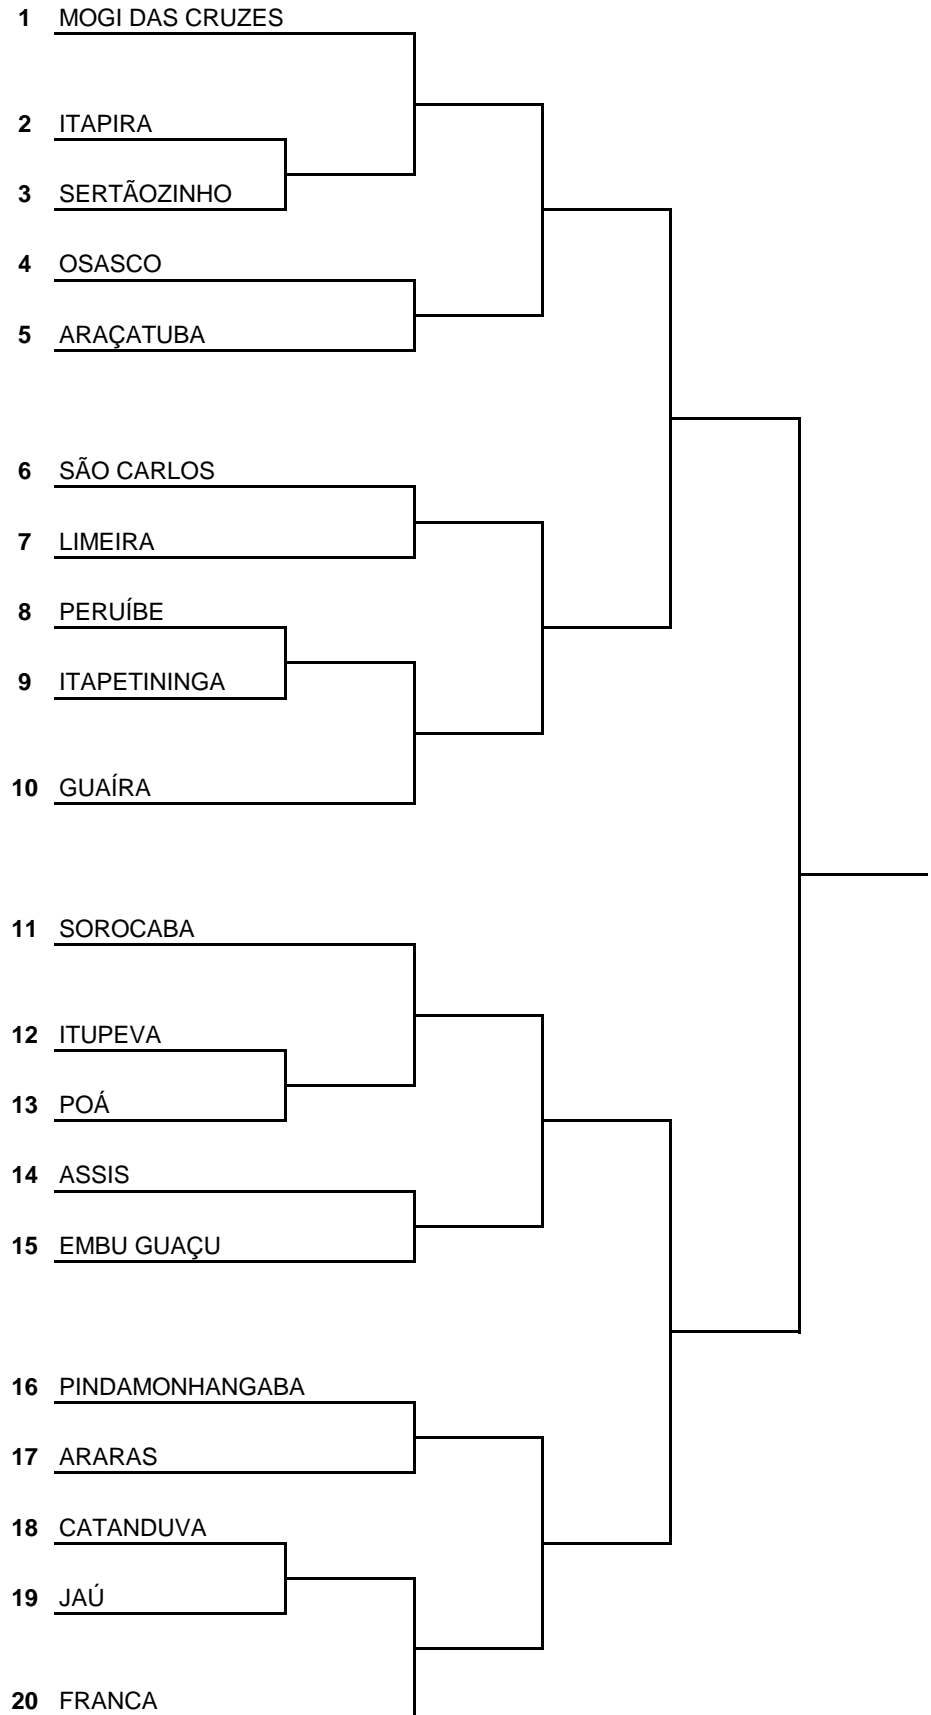 1 MOGI DAS CRUZES
2 ITAPIRA
3 SERTÃOZINHO
4 OSASCO
5 ARAÇATUBA
6 SÃO CARLOS
7 LIMEIRA
8 PERUÍBE
9 ITAPETININGA
10 GUAÍRA
11 SOROCABA
12 ITUPEVA
13 POÁ
14 ASSIS
15 EMBU GUAÇU
16 PINDAMONHANGABA
17 ARARAS
18 CATANDUVA
19 JAÚ
20 FRANCA